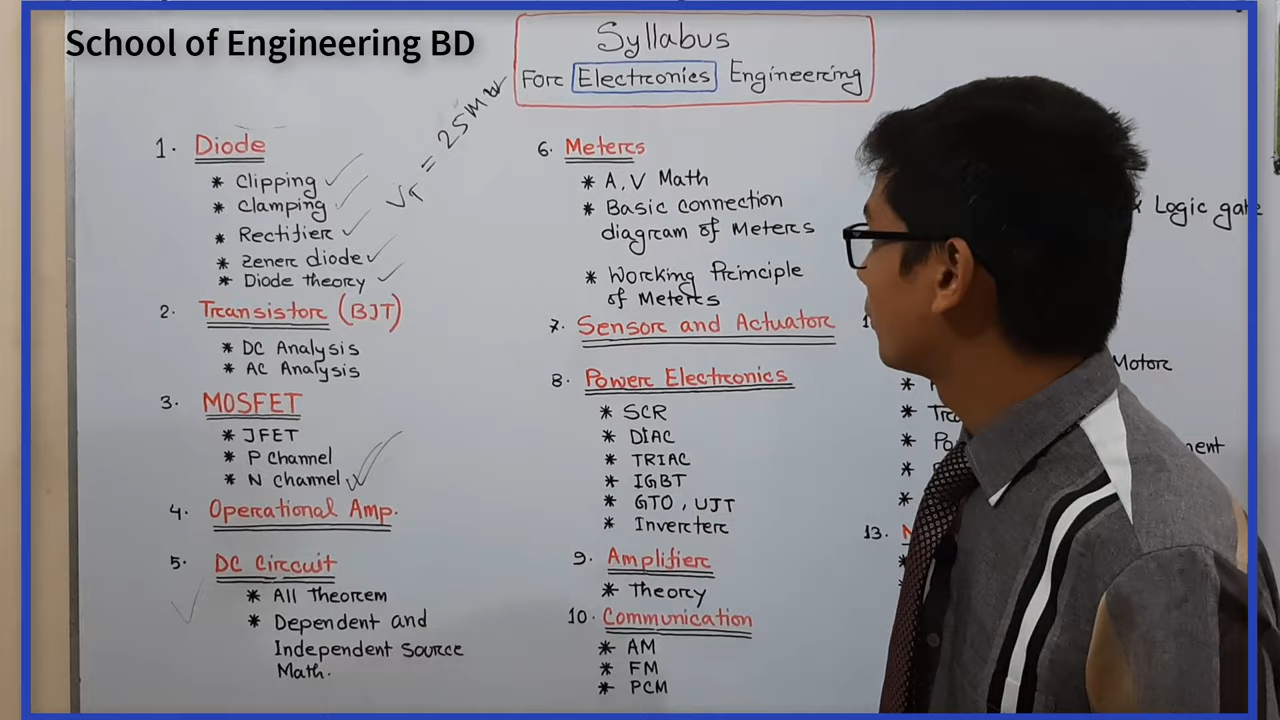 School of Engineering BD
Syllabus
For Electronics Engineering
1. Diode
* Clipping ✓
* Clamping ✓
* Rectifier ✓
* Zener diode ✓
* Diode theory ✓
2. Transistor (BJT)
* DC Analysis
* AC Analysis
3. MOSFET
* JFET
* P Channel
* N Channel ✓
4. Operational Amp.
5. DC Circuit
* All Theorem
* Dependent and
Independent Source
Math.
6. Meters
* A, V Math
* Basic connection
diagram of Meters
* Working Principle
of Meters
7. Sensor and Actuator
8. Power Electronics
* SCR
* DIAC
* TRIAC
* IGBT
* GTO, UJT
* Inverter
9. Amplifier
* Theory
10. Communication
* AM
* FM
* PCM
* Logic gate
Motor
13.